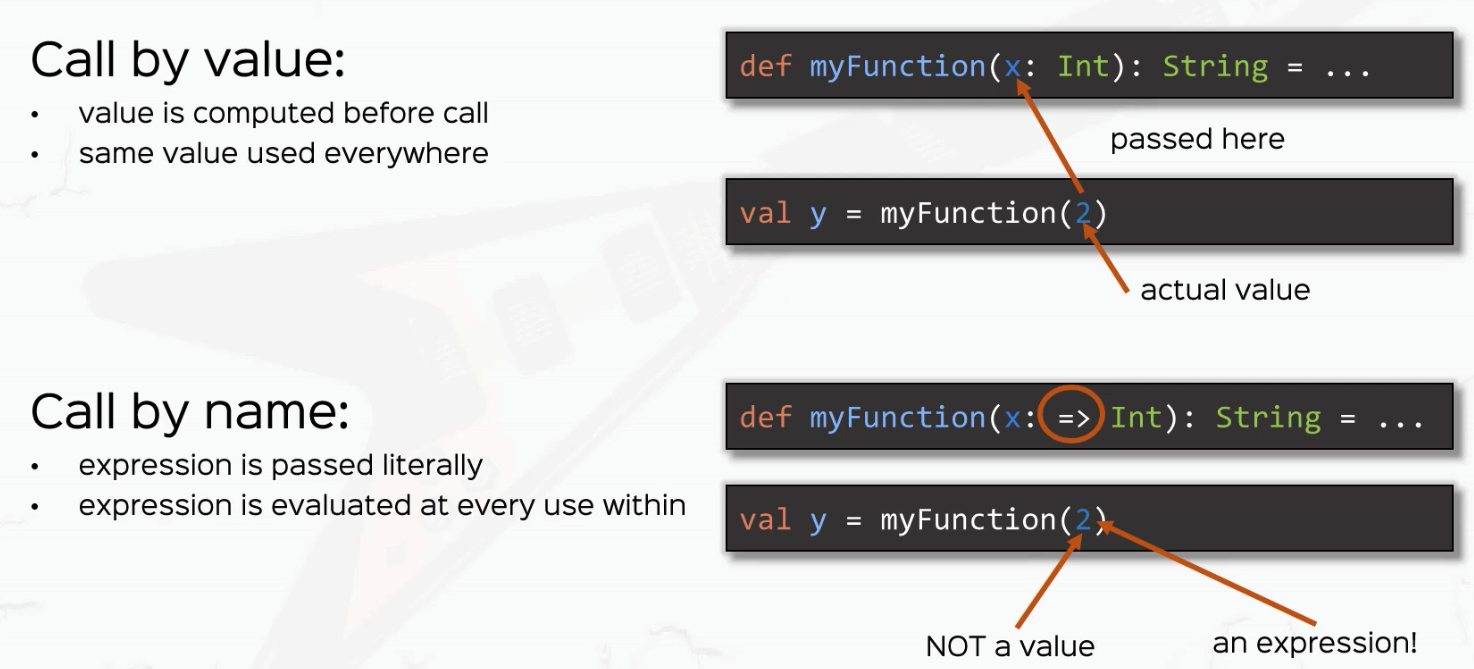 Call by value:
• value is computed before call
• same value used everywhere
def myFunction(x: Int): String = ...
passed here
val y = myFunction(2)
actual value
Call by name:
• expression is passed literally
• expression is evaluated at every use within
def myFunction(x: => Int): String = ...
val y = myFunction(2)
NOT a value
an expression!